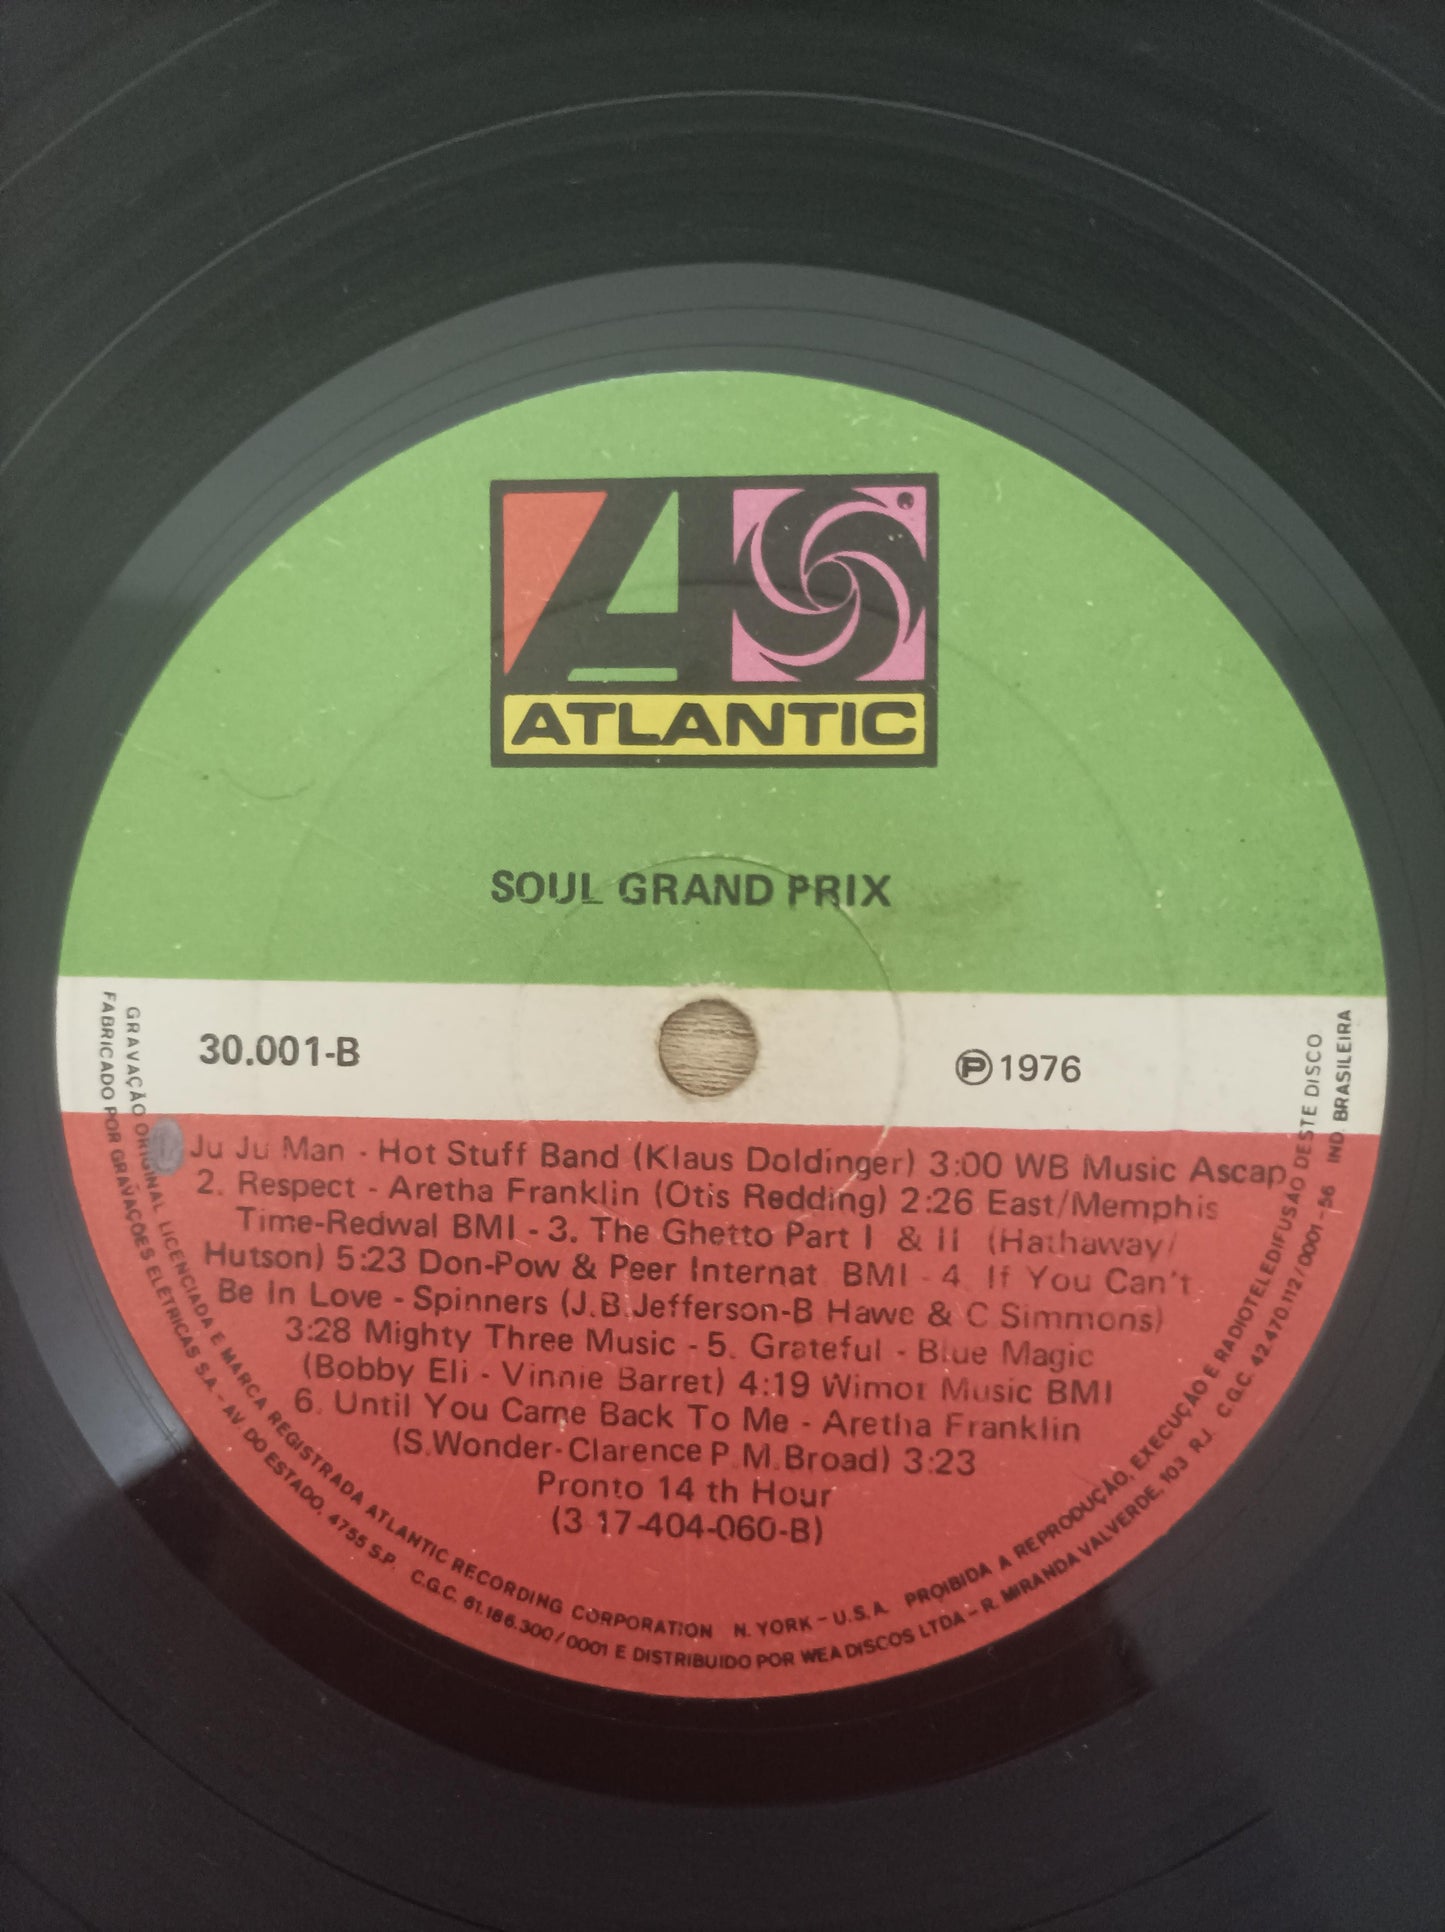 ATLANTIC
SOUL GRAND PRIX
30.001-B
Ⓟ1976
Ju Ju Man - Hot Stuff Band (Klaus Doldinger) 3:00 WB Music Ascap
2. Respect - Aretha Franklin (Otis Redding) 2:26 East/Memphis
Time-Redwal BMI - 3. The Ghetto Part I & II (Hathaway/
Hutson) 5:23 Don-Pow & Peer Internat BMI - 4 If You Can't
Be In Love - Spinners (J.B.Jefferson-B Hawe & C Simmons)
3:28 Mighty Three Music - 5. Grateful - Blue Magic
(Bobby Eli - Vinnie Barret) 4:19 Wimot Music BMI
6. Until You Came Back To Me - Aretha Franklin
(S.Wonder-Clarence P M.Broad) 3:23
Pronto 14 th Hour
(3 17-404-060-B)
GRAVAÇÃO ORIGINAL LICENCIADA E MARCA REGISTRADA ATLANTIC RECORDING CORPORATION N. YORK - U.S.A. PROIBIDA A REPRODUÇÃO, EXECUÇÃO E RADIOTELEDIFUSÃO DESTE DISCO
FABRICADO POR GRAVAÇÕES ELÉTRICAS S.A. - AV. DO ESTADO, 4755 S.P. C.G.C. 61.186.300/0001 E DISTRIBUIDO POR WEA DISCOS LTDA - R. MIRANDA VALVERDE, 103 RJ. C.G.C. 42.470.112/0001-56 IND BRASILEIRA